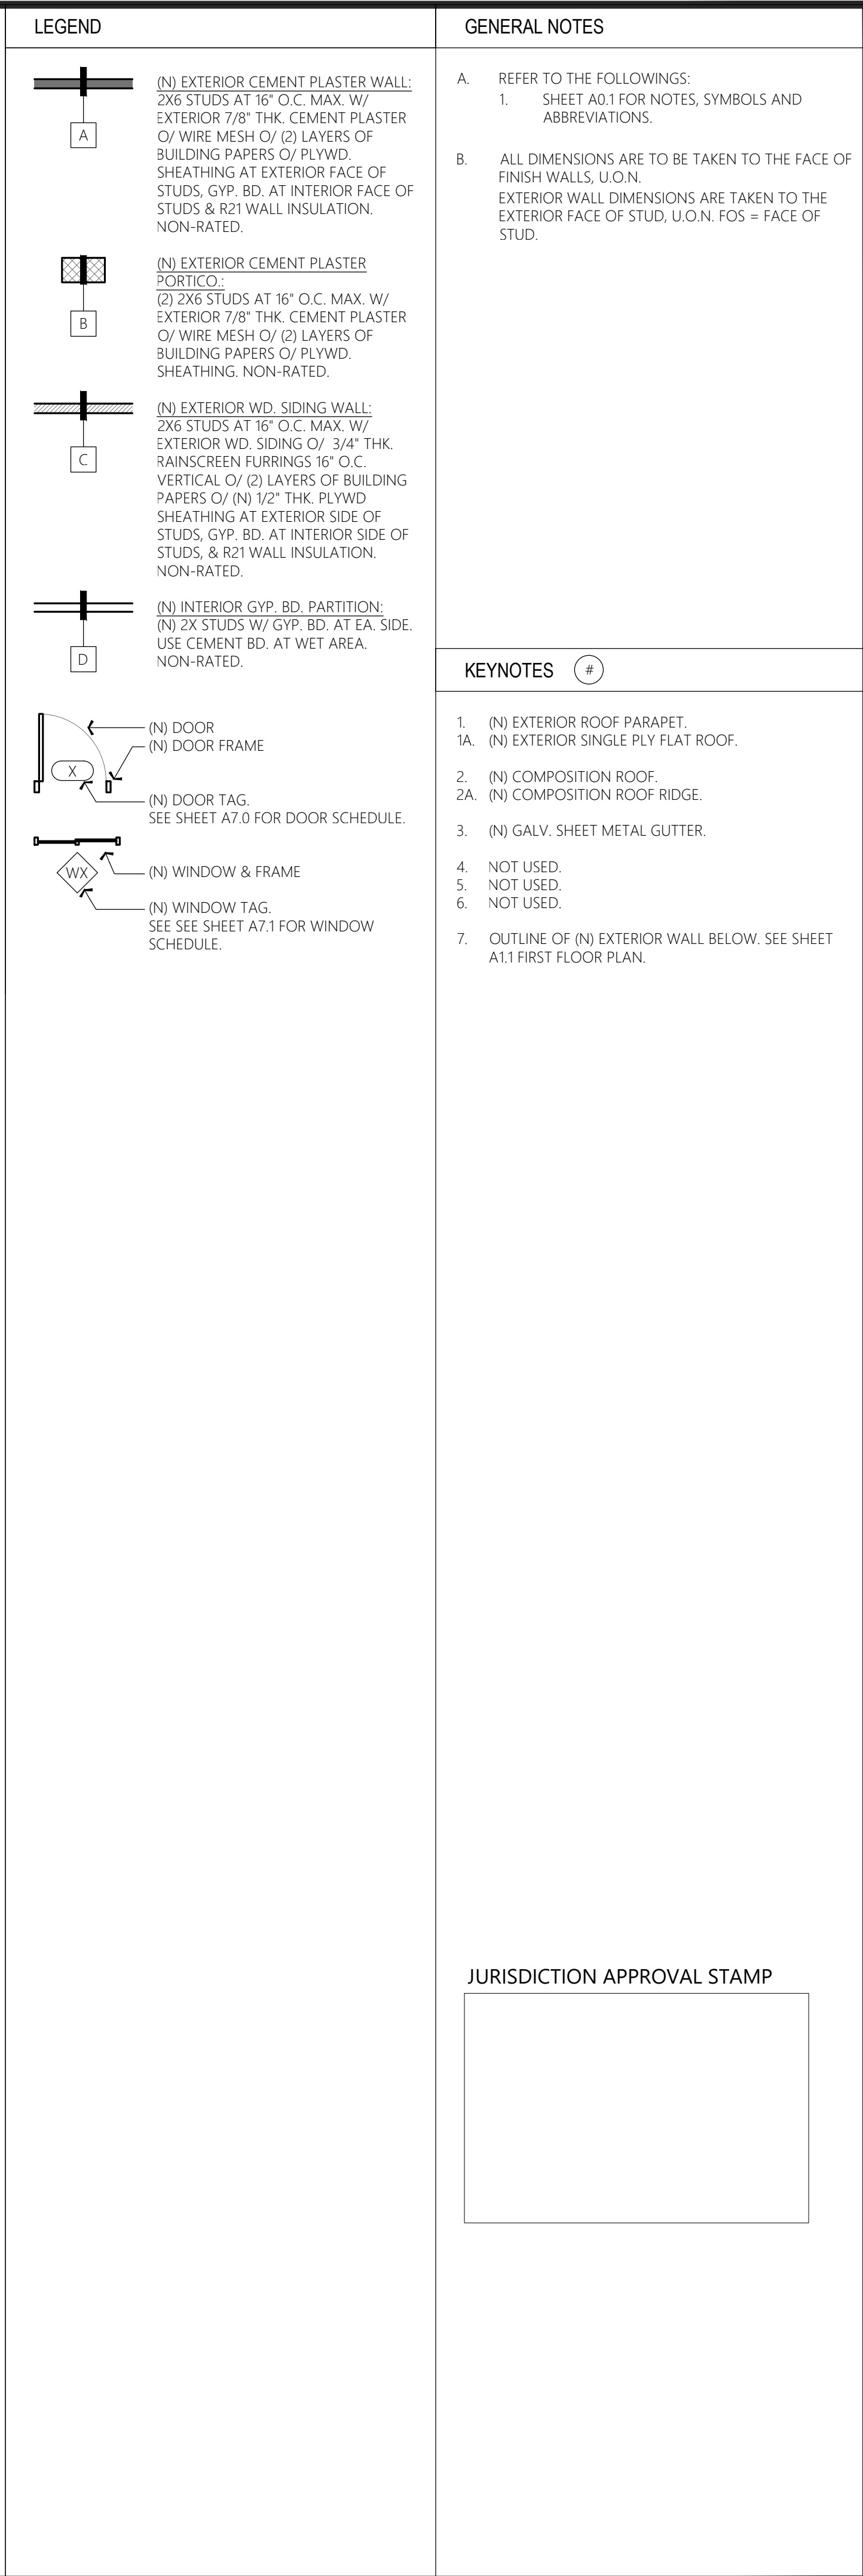 LEGEND
A
(N) EXTERIOR CEMENT PLASTER WALL:
2X6 STUDS AT 16" O.C. MAX. W/
EXTERIOR 7/8" THK. CEMENT PLASTER
O/ WIRE MESH O/ (2) LAYERS OF
BUILDING PAPERS O/ PLYWD.
SHEATHING AT EXTERIOR FACE OF
STUDS, GYP. BD. AT INTERIOR FACE OF
STUDS & R21 WALL INSULATION.
NON-RATED.
B
(N) EXTERIOR CEMENT PLASTER
PORTICO.:
(2) 2X6 STUDS AT 16" O.C. MAX. W/
EXTERIOR 7/8" THK. CEMENT PLASTER
O/ WIRE MESH O/ (2) LAYERS OF
BUILDING PAPERS O/ PLYWD.
SHEATHING. NON-RATED.
C
(N) EXTERIOR WD. SIDING WALL:
2X6 STUDS AT 16" O.C. MAX. W/
EXTERIOR WD. SIDING O/ 3/4" THK.
RAINSCREEN FURRINGS 16" O.C.
VERTICAL O/ (2) LAYERS OF BUILDING
PAPERS O/ (N) 1/2" THK. PLYWD
SHEATHING AT EXTERIOR SIDE OF
STUDS, GYP. BD. AT INTERIOR SIDE OF
STUDS, & R21 WALL INSULATION.
NON-RATED.
D
(N) INTERIOR GYP. BD. PARTITION:
(N) 2X STUDS W/ GYP. BD. AT EA. SIDE.
USE CEMENT BD. AT WET AREA.
NON-RATED.
(N) DOOR
(N) DOOR FRAME
X
(N) DOOR TAG.
SEE SHEET A7.0 FOR DOOR SCHEDULE.
WX
(N) WINDOW & FRAME
(N) WINDOW TAG.
SEE SEE SHEET A7.1 FOR WINDOW
SCHEDULE.
GENERAL NOTES
A. REFER TO THE FOLLOWINGS:
1. SHEET A0.1 FOR NOTES, SYMBOLS AND
ABBREVIATIONS.
B. ALL DIMENSIONS ARE TO BE TAKEN TO THE FACE OF
FINISH WALLS, U.O.N.
EXTERIOR WALL DIMENSIONS ARE TAKEN TO THE
EXTERIOR FACE OF STUD, U.O.N. FOS = FACE OF
STUD.
KEYNOTES #
1. (N) EXTERIOR ROOF PARAPET.
1A. (N) EXTERIOR SINGLE PLY FLAT ROOF.
2. (N) COMPOSITION ROOF.
2A. (N) COMPOSITION ROOF RIDGE.
3. (N) GALV. SHEET METAL GUTTER.
4. NOT USED.
5. NOT USED.
6. NOT USED.
7. OUTLINE OF (N) EXTERIOR WALL BELOW. SEE SHEET
A1.1 FIRST FLOOR PLAN.
JURISDICTION APPROVAL STAMP